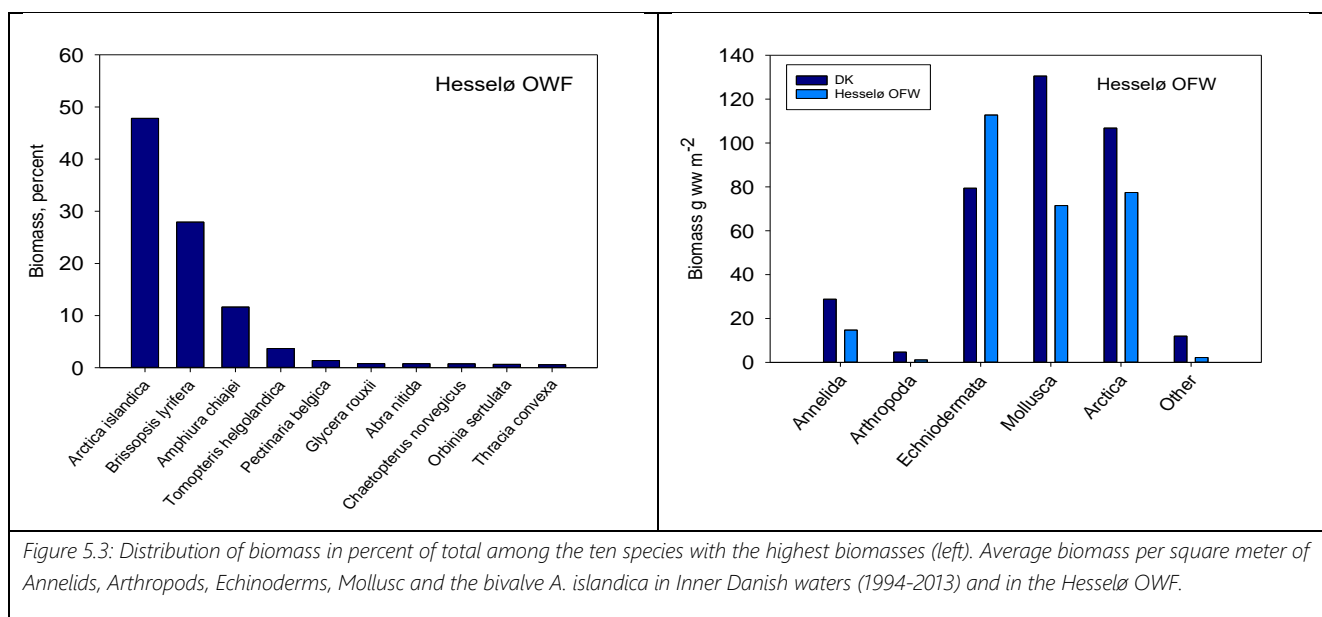 60
50
40
30
20
10
0
Biomass, percent
Hesselø OWF
Arctica islandica
Brissopsis lyrifera
Amphiura chiajei
Tomopteris helgolandica
Pectinaria belgica
Glycera rouxii
Abra nitida
Chaetopterus norvegicus
Orbinia sertulata
Thracia convexa
140
120
100
80
60
40
20
0
Biomass g ww m-2
DK
Hesselø OFW
Hesselø OFW
Annelida
Arthropoda
Echniodermata
Mollusca
Arctica
Other
Figure 5.3: Distribution of biomass in percent of total among the ten species with the highest biomasses (left). Average biomass per square meter of
Annelids, Arthropods, Echinoderms, Mollusc and the bivalve A. islandica in Inner Danish waters (1994-2013) and in the Hesselø OWF.